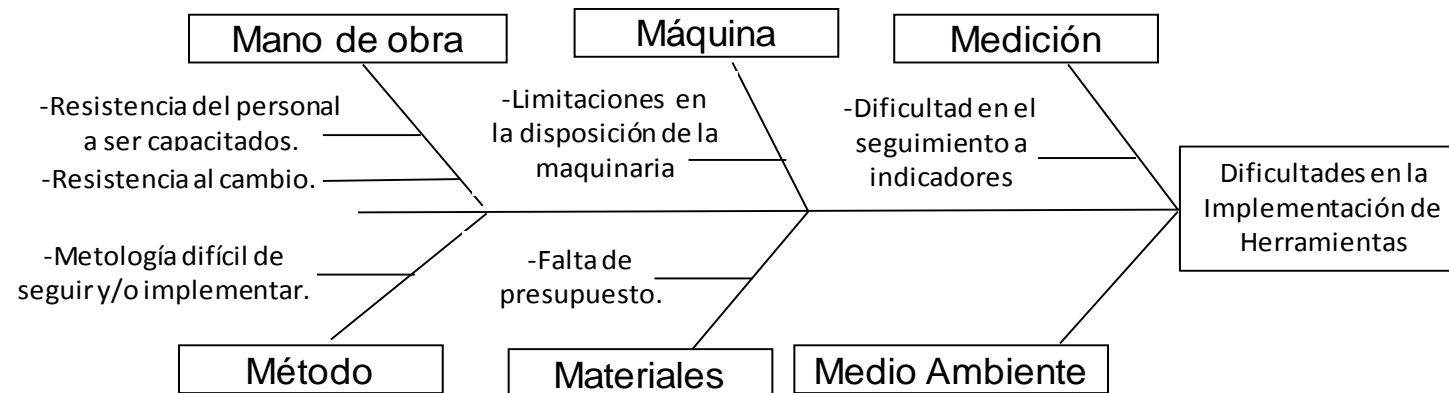 Mano de obra
Máquina
Medición
-Resistencia del personal
a ser capacitados.
-Resistencia al cambio.
-Limitaciones en
la disposición de la
maquinaria
-Dificultad en el
seguimiento a
indicadores
Dificultades en la
Implementación de
Herramientas
-Metología difícil de
seguir y/o implementar.
-Falta de
presupuesto.
Método
Materiales
Medio Ambiente